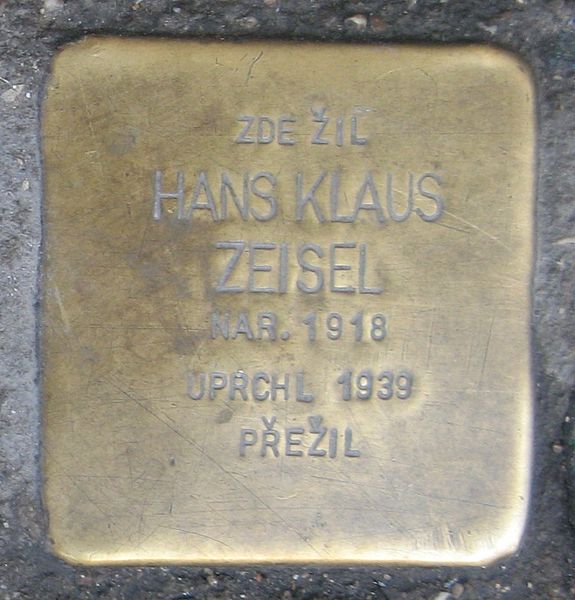 ZDE ŽIL
HANS KLAUS
ZEISEL
NAR. 1918
UPRCHL 1939
PŘEŽIL